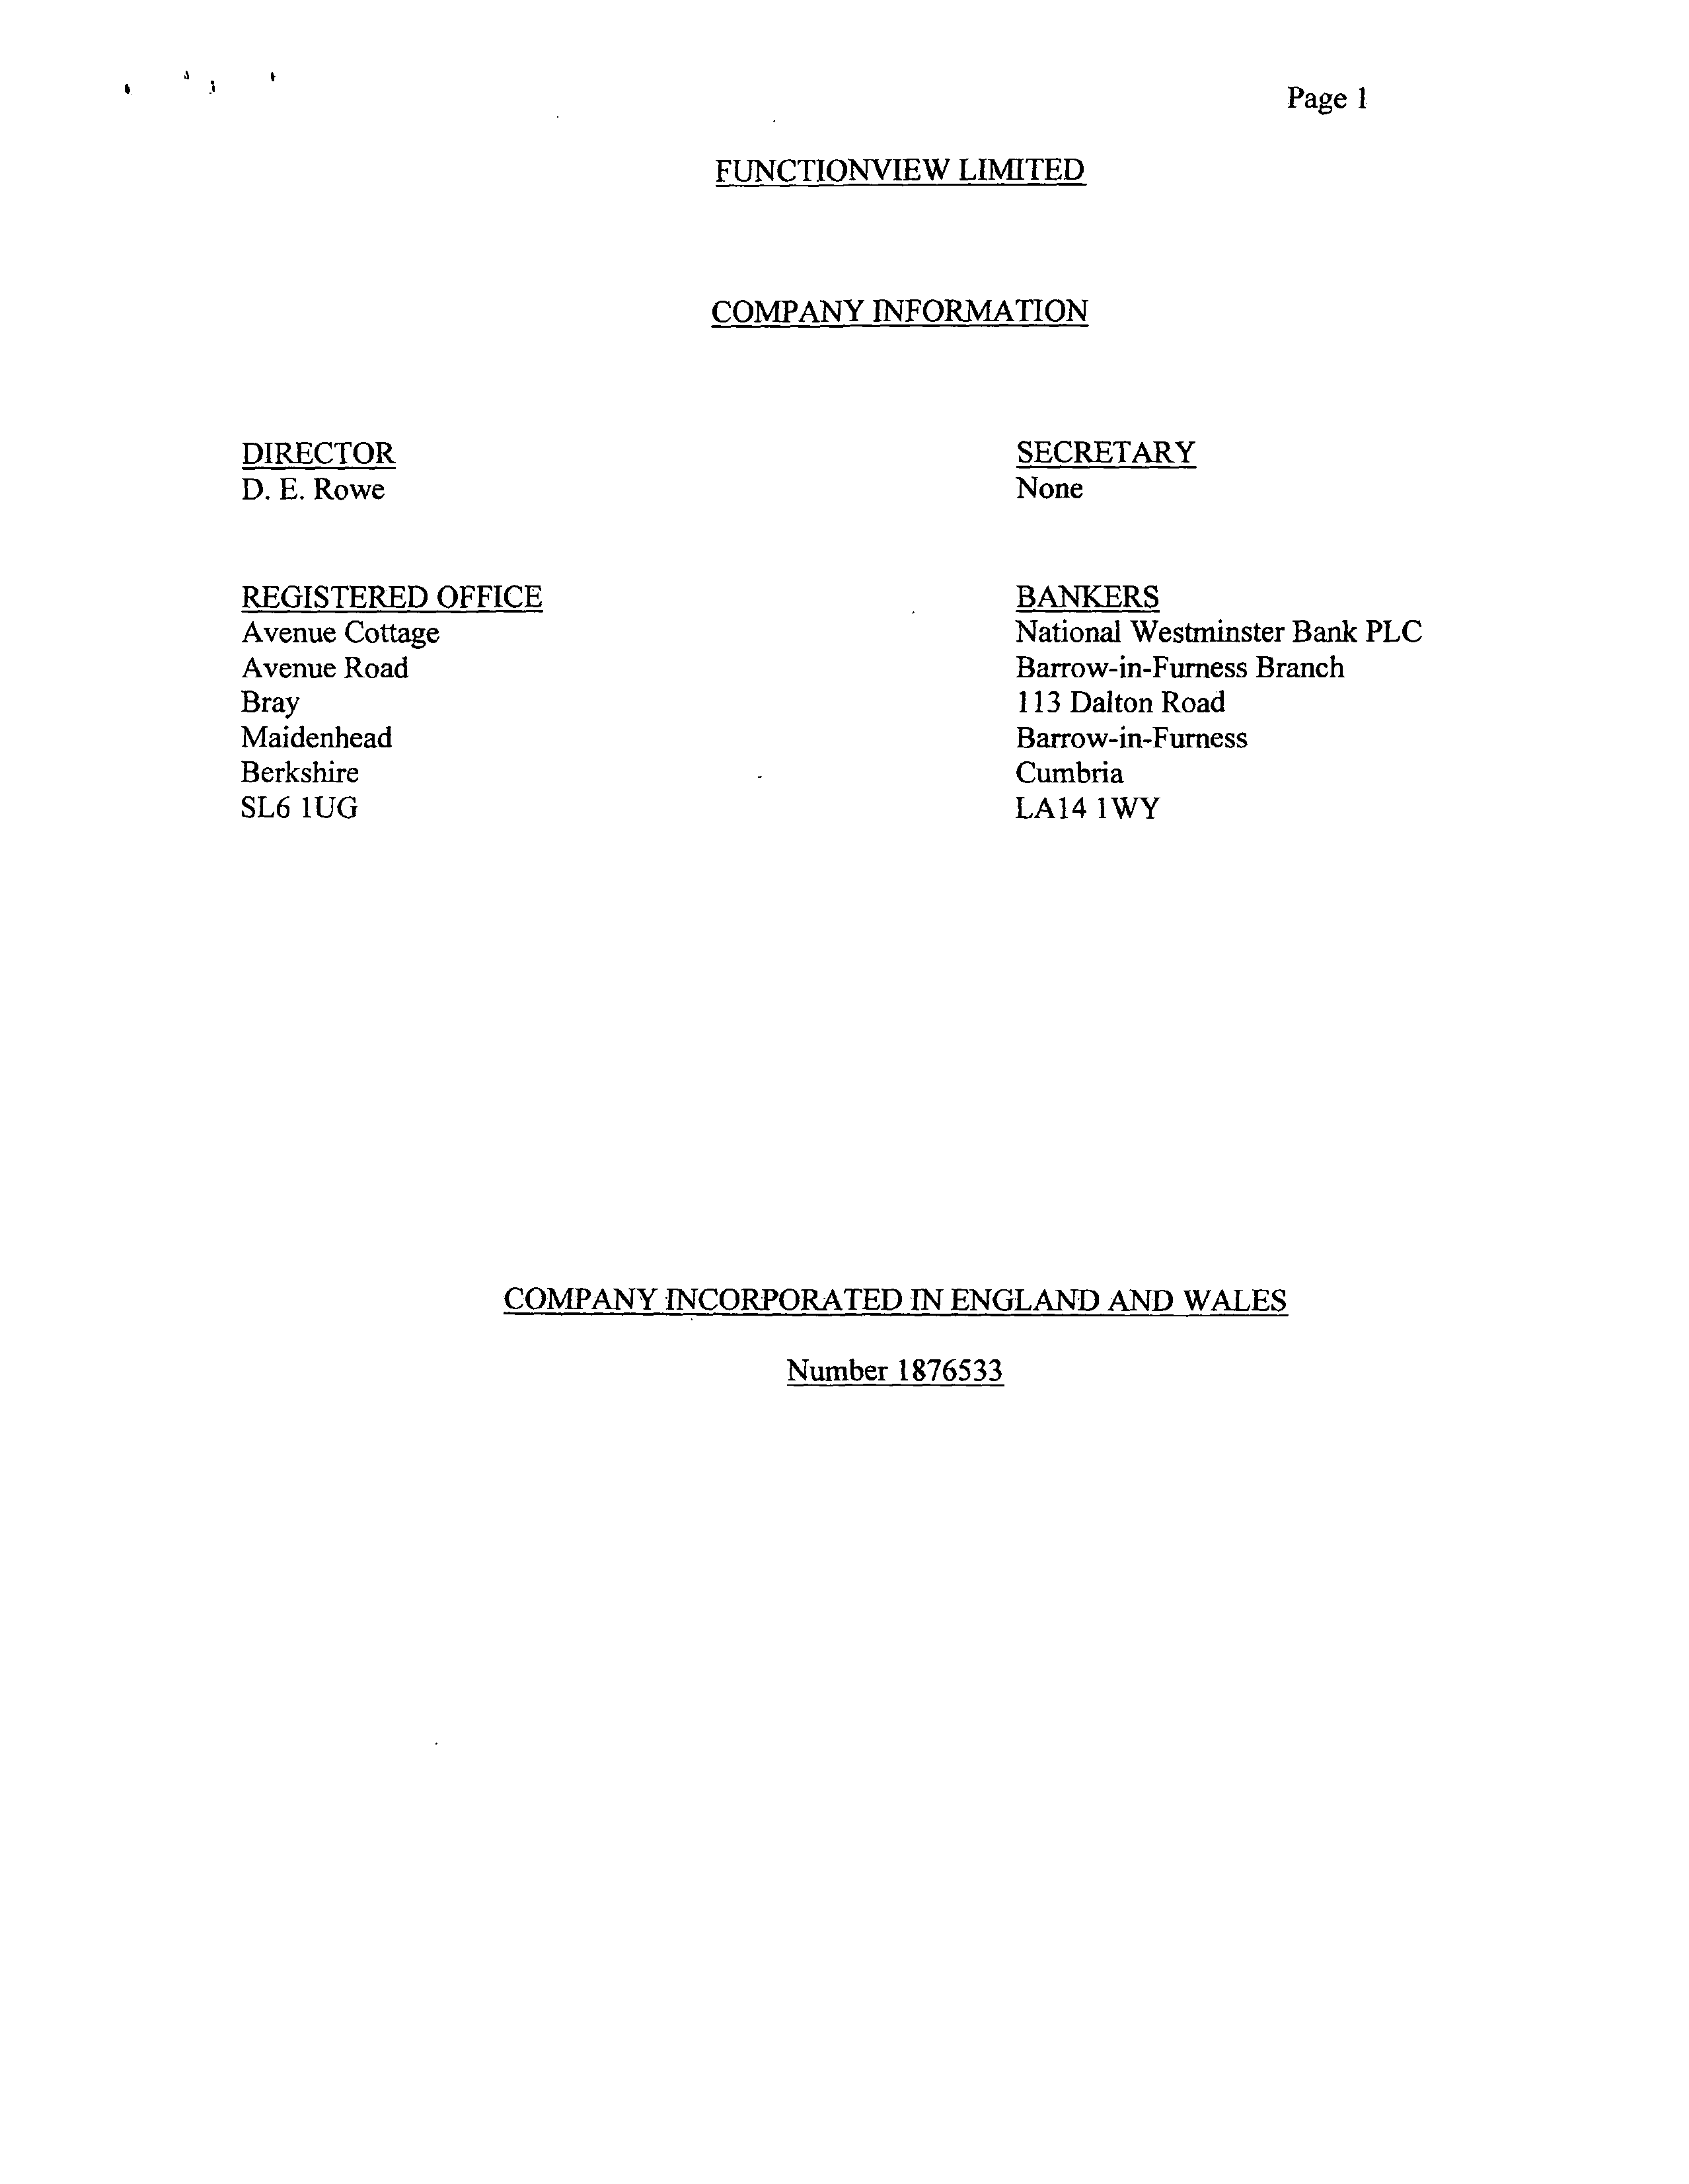 Page 1
FUNCTIONVIEW LIMITED
COMPANY INFORMATION
DIRECTOR
D. E. Rowe
SECRETARY
None
REGISTERED OFFICE
Avenue Cottage
Avenue Road
Bray
Maidenhead
Berkshire
SL6 1UG
BANKERS
National Westminster Bank PLC
Barrow-in-Furness Branch
113 Dalton Road
Barrow-in-Furness
Cumbria
LA14 1WY
COMPANY INCORPORATED IN ENGLAND AND WALES
Number 1876533